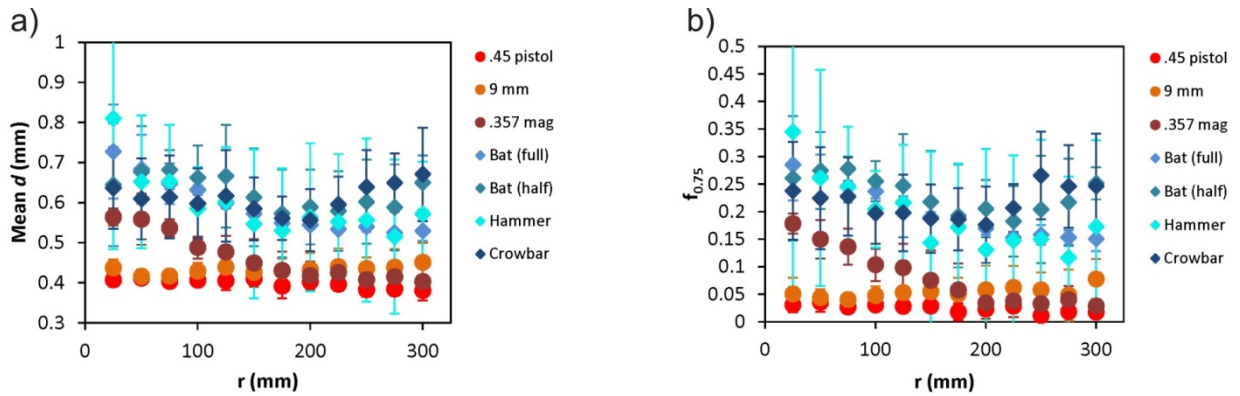 a)
1
0.9
0.8
0.7
0.6
0.5
0.4
0.3
Mean d (mm)
0 100 200 300
r (mm)
.45 pistol
9 mm
.357 mag
Bat (full)
Bat (half)
Hammer
Crowbar
b)
0.5
0.45
0.4
0.35
0.3
0.25
0.2
0.15
0.1
0.05
0
f0.75
0 100 200 300
r (mm)
.45 pistol
9 mm
.357 mag
Bat (full)
Bat (half)
Hammer
Crowbar